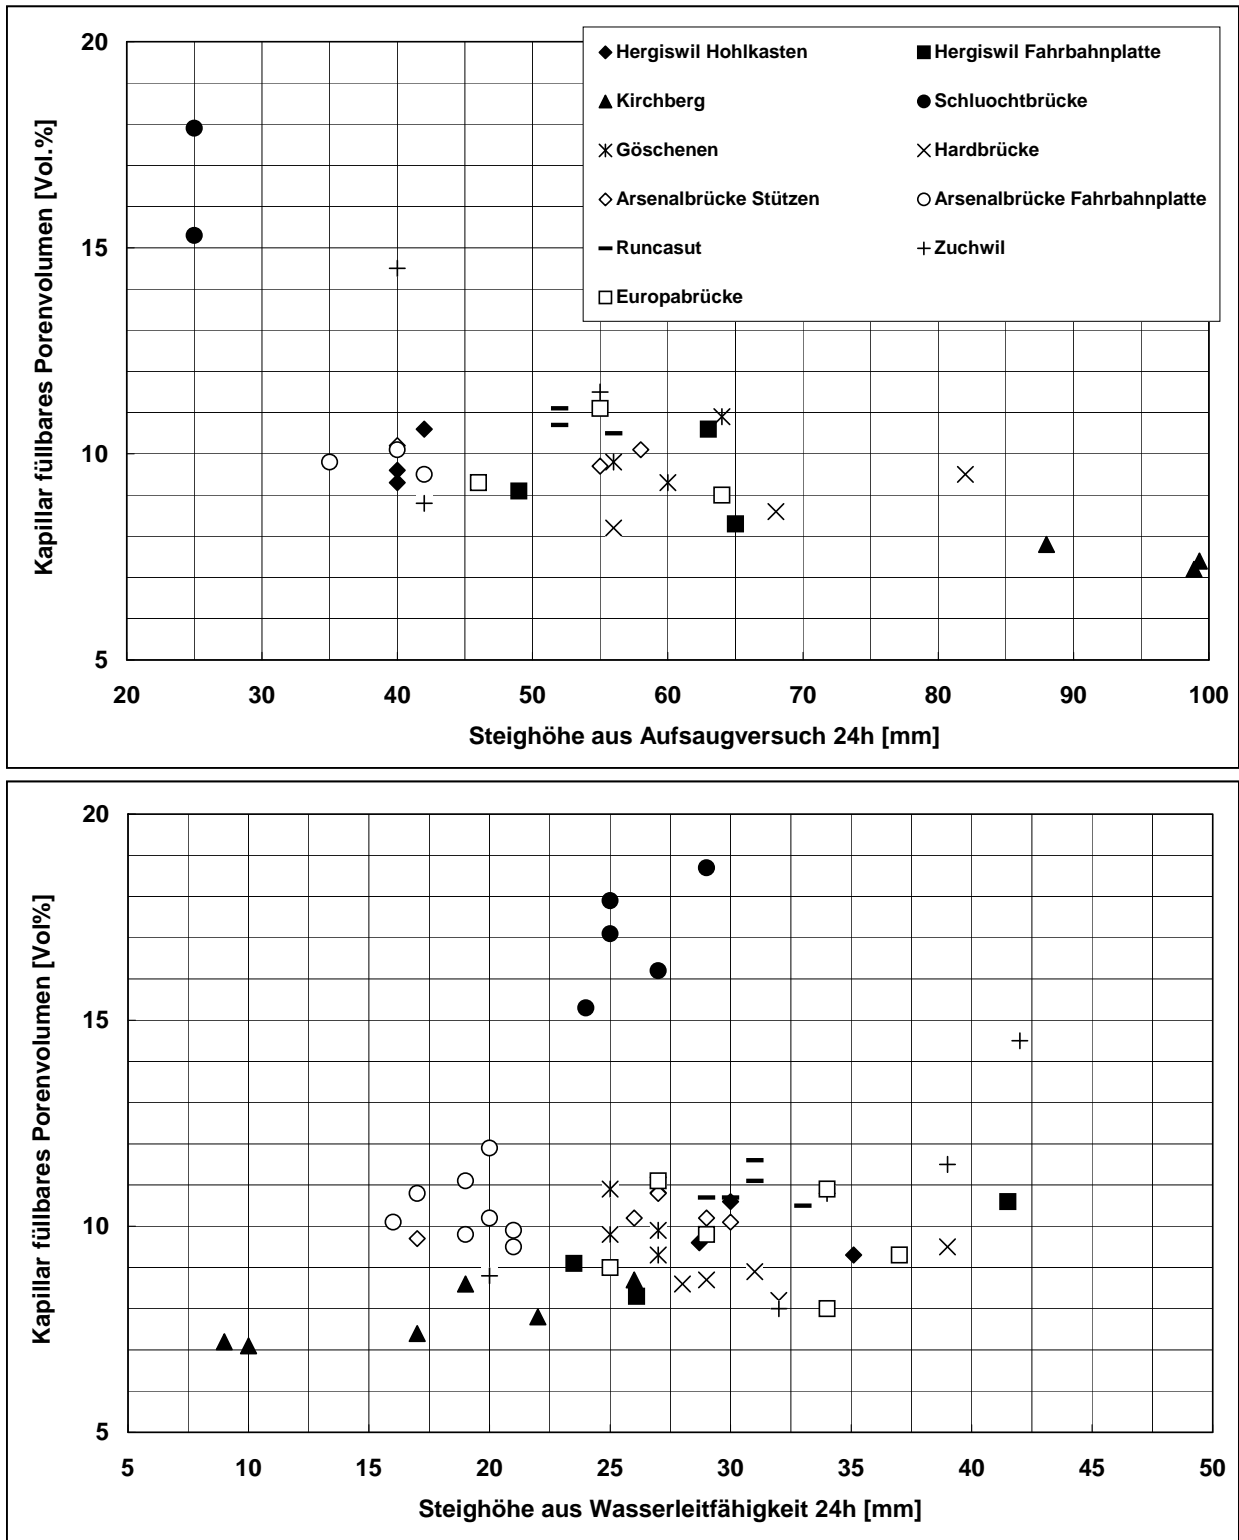 20
15
10
5
Kapillar füllbares Porenvolumen [Vol.%]
Hergiswil Hohlkasten
Hergiswil Fahrbahnplatte
Kirchberg
Schluochtbrücke
Göschenen
Hardbrücke
Arsenalbrücke Stützen
Arsenalbrücke Fahrbahnplatte
Runcasut
Zuchwil
Europabrücke
20 30 40 50 60 70 80 90 100
Steighöhe aus Aufsaugversuch 24h [mm]
20
15
10
5
Kapillar füllbares Porenvolumen [Vol%]
5 10 15 20 25 30 35 40 45 50
Steighöhe aus Wasserleitfähigkeit 24h [mm]